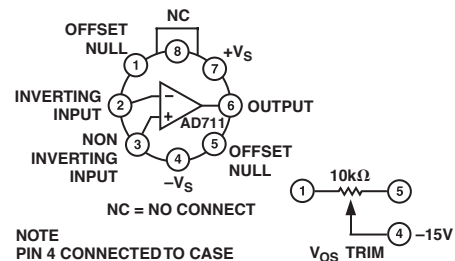 NC
OFFSET
NULL
8
1
7
+VS
INVERTING
INPUT
2
−
+
AD711
6
OUTPUT
NON
INVERTING
INPUT
3
4
−VS
5
OFFSET
NULL
NC = NO CONNECT
10kΩ
1
5
4
−15V
VOS TRIM
NOTE
PIN 4 CONNECTED TO CASE